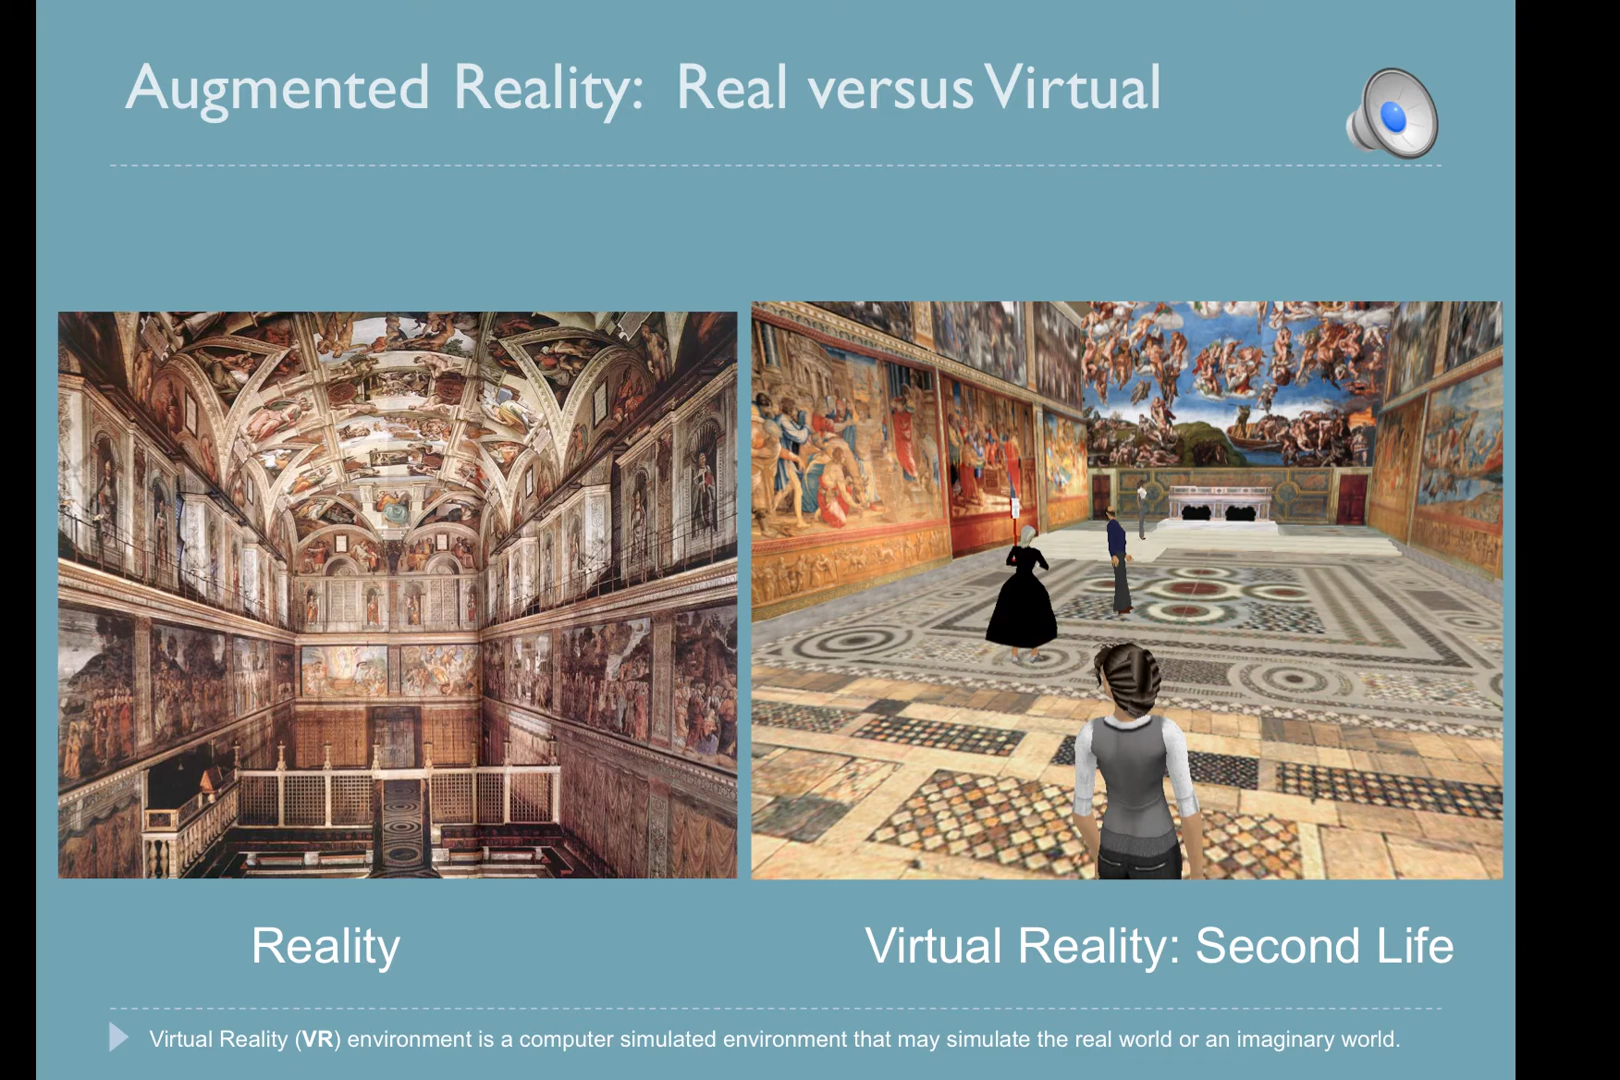 Augmented Reality: Real versus Virtual
Reality
Virtual Reality: Second Life
Virtual Reality (VR) environment is a computer simulated environment that may simulate the real world or an imaginary world.